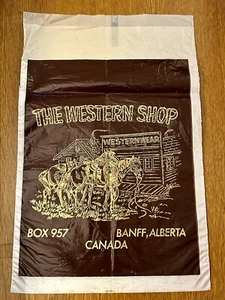 THE WESTERN SHOP
WESTERN WEAR
BOX 957 BANFF, ALBERTA
CANADA